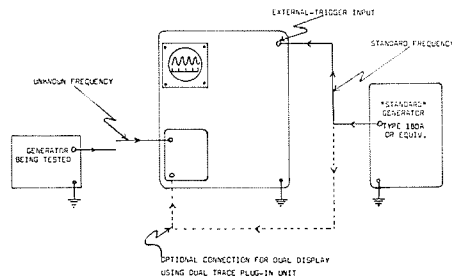 EXTERNAL-TRIGGER INPUT
STANDARD FREQUENCY
UNKNOWN FREQUENCY
"STANDARD"
GENERATOR
TYPE 180A
OR EQUIV.
GENERATOR
BEING TESTED
OPTIONAL CONNECTION FOR DUAL DISPLAY
USING DUAL TRACE PLUG-IN UNIT